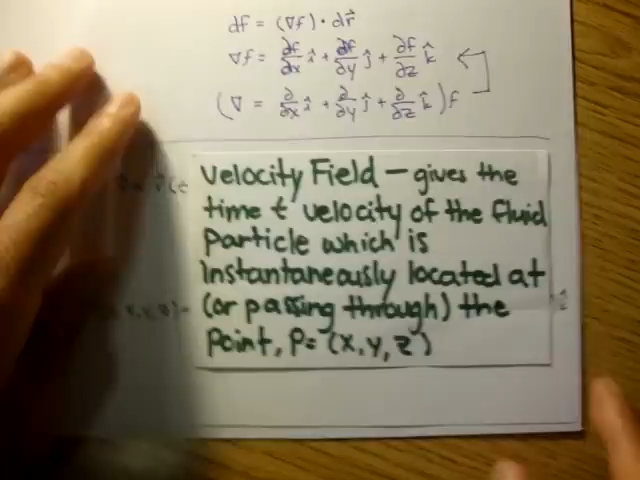 df = (∇f) · dr⃗
∇f = ∂f/∂x î + ∂f/∂y ĵ + ∂f/∂z k̂
(∇ = ∂/∂x î + ∂/∂y ĵ + ∂/∂z k̂) f
Velocity Field – gives the
time t velocity of the fluid
particle which is
instantaneously located at
(or passing through) the
Point, P = (x, y, z)